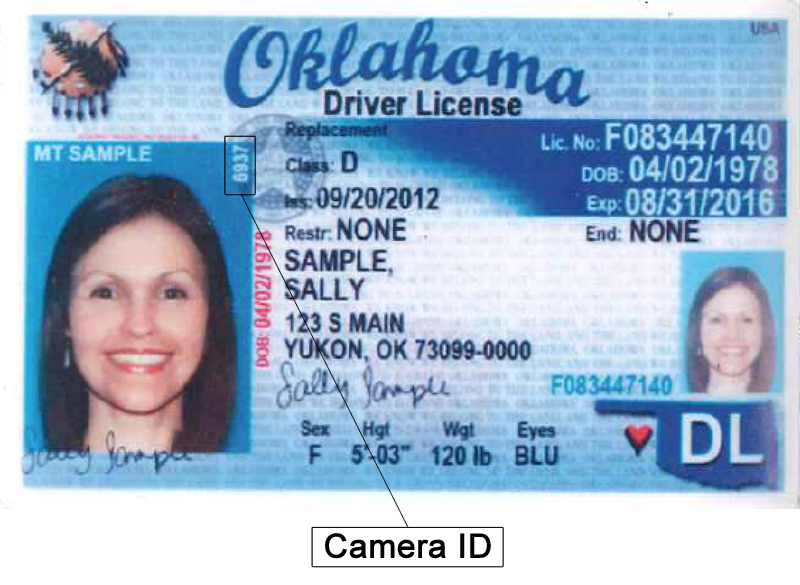 USA
Oklahoma
Driver License
MT SAMPLE
6937
Replacement
Lic. No: F083447140
Class: D
DOB: 04/02/1978
Iss: 09/20/2012
Exp: 08/31/2016
Restr: NONE
End: NONE
DOB: 04/02/1978
SAMPLE,
SALLY
123 S MAIN
YUKON, OK 73099-0000
Sally Sample
F083447140
Sex Hgt Wgt Eyes
F 5'-03" 120 lb BLU
DL
Sally Sample
Camera ID